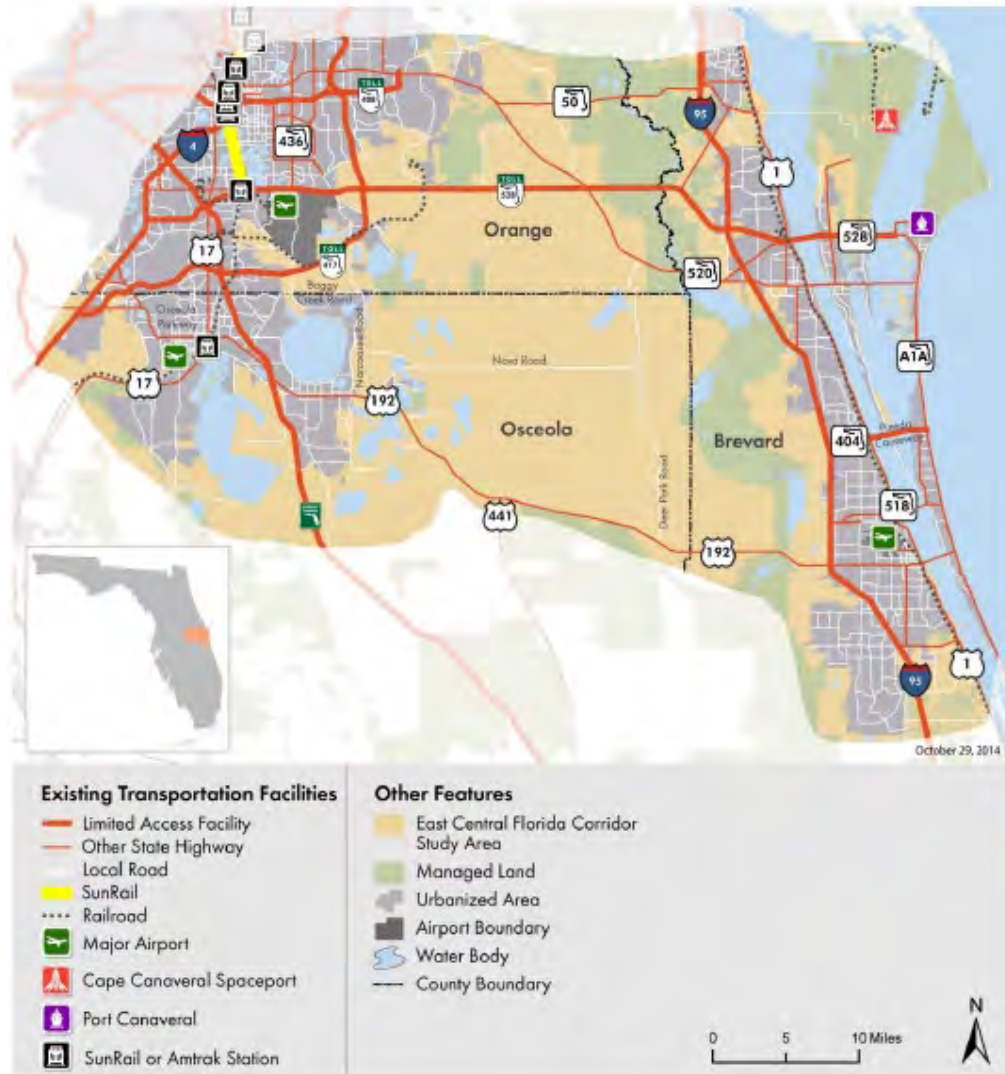 TOLL
408
50
95
436
4
1
TOLL
528
Orange
17
528
TOLL
417
520
Boggy
Creek Road
Osceola
Parkway
Narcoossee Road
A1A
Nova Road
17
192
Osceola
Brevard
404
Pineda
Causeway
Deer Park Road
518
441
192
1
95
October 29, 2014
Existing Transportation Facilities
Limited Access Facility
Other State Highway
Local Road
SunRail
Railroad
Major Airport
Cape Canaveral Spaceport
Port Canaveral
SunRail or Amtrak Station
Other Features
East Central Florida Corridor
Study Area
Managed Land
Urbanized Area
Airport Boundary
Water Body
County Boundary
0 5 10 Miles
N